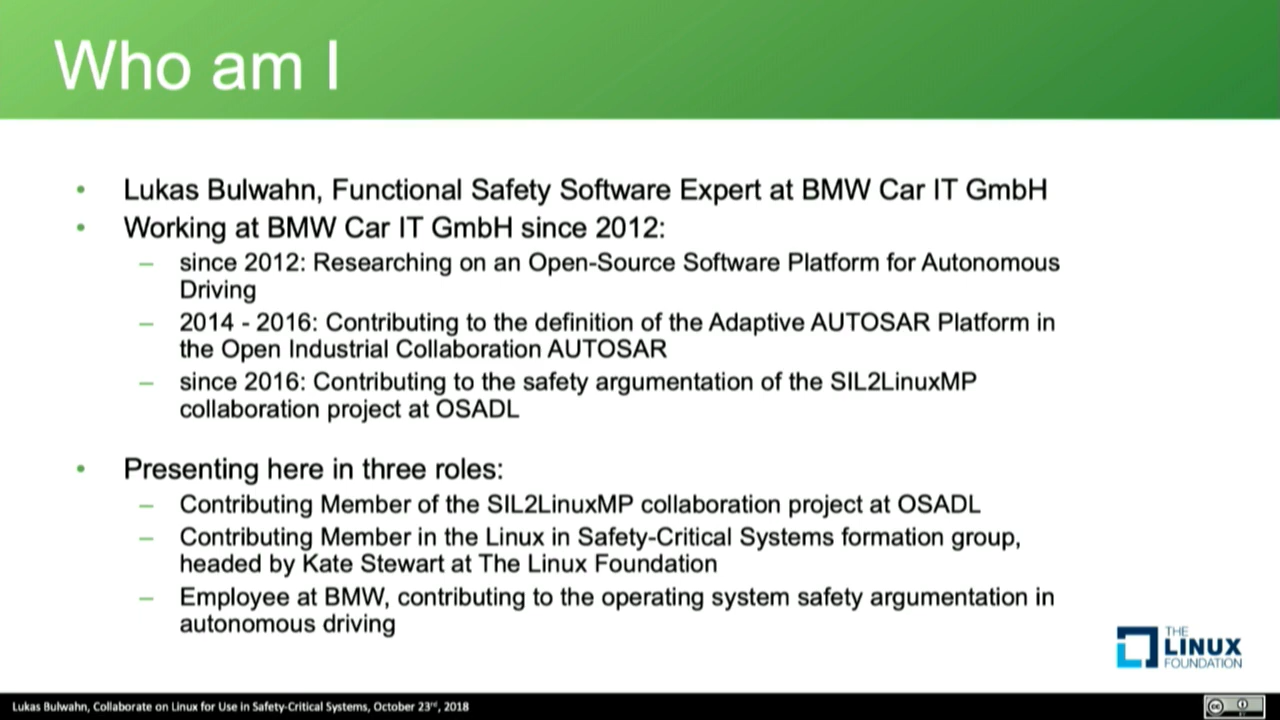 Who am I
• Lukas Bulwahn, Functional Safety Software Expert at BMW Car IT GmbH
• Working at BMW Car IT GmbH since 2012:
– since 2012: Researching on an Open-Source Software Platform for Autonomous
Driving
– 2014 - 2016: Contributing to the definition of the Adaptive AUTOSAR Platform in
the Open Industrial Collaboration AUTOSAR
– since 2016: Contributing to the safety argumentation of the SIL2LinuxMP
collaboration project at OSADL
• Presenting here in three roles:
– Contributing Member of the SIL2LinuxMP collaboration project at OSADL
– Contributing Member in the Linux in Safety-Critical Systems formation group,
headed by Kate Stewart at The Linux Foundation
– Employee at BMW, contributing to the operating system safety argumentation in
autonomous driving
THE
LINUX
FOUNDATION
Lukas Bulwahn, Collaborate on Linux for Use in Safety-Critical Systems, October 23rd, 2018